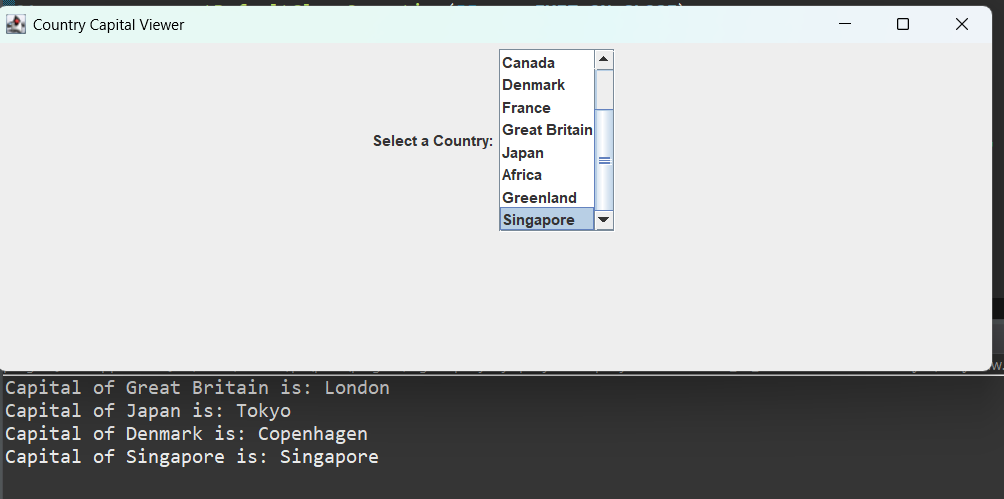 Country Capital Viewer
Canada
Denmark
France
Great Britain
Select a Country:
Japan
Africa
Greenland
Singapore
Capital of Great Britain is: London
Capital of Japan is: Tokyo
Capital of Denmark is: Copenhagen
Capital of Singapore is: Singapore